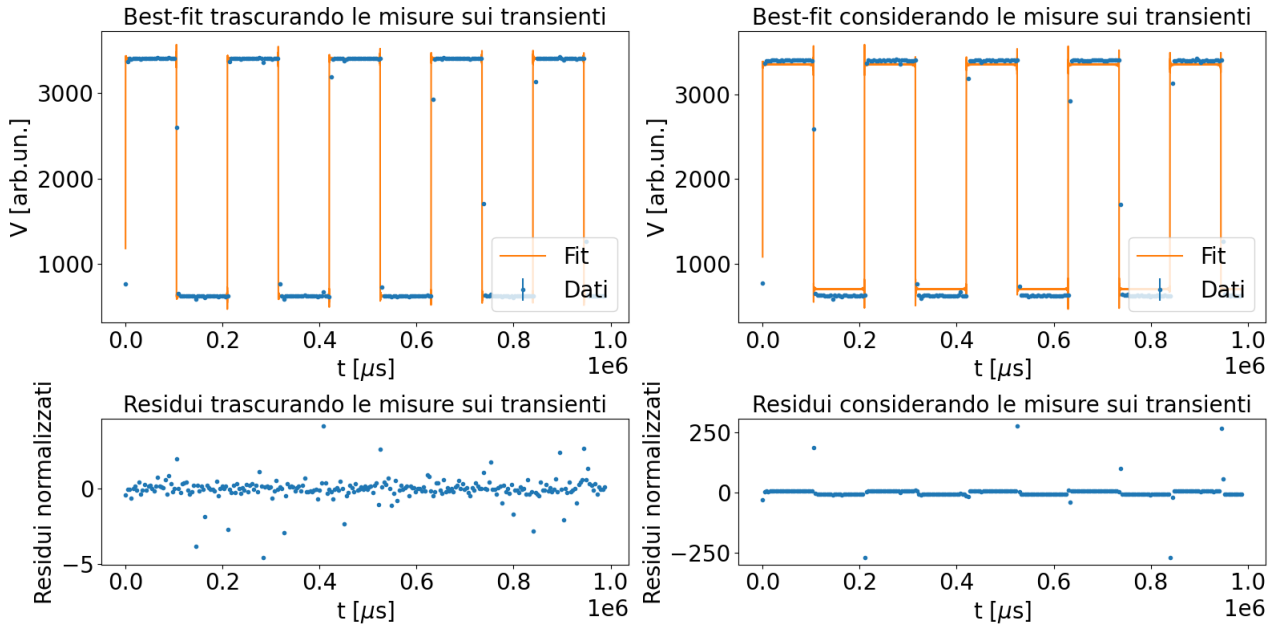 Best-fit trascurando le misure sui transienti
V [arb.un.]
3000
2000
1000
Fit
Dati
0.0 0.2 0.4 0.6 0.8 1.0
1e6
t [μs]
Best-fit considerando le misure sui transienti
V [arb.un.]
3000
2000
1000
Fit
Dati
0.0 0.2 0.4 0.6 0.8 1.0
1e6
t [μs]
Residui trascurando le misure sui transienti
Residui normalizzati
0
−5
0.0 0.2 0.4 0.6 0.8 1.0
1e6
t [μs]
Residui considerando le misure sui transienti
Residui normalizzati
250
0
−250
0.0 0.2 0.4 0.6 0.8 1.0
1e6
t [μs]